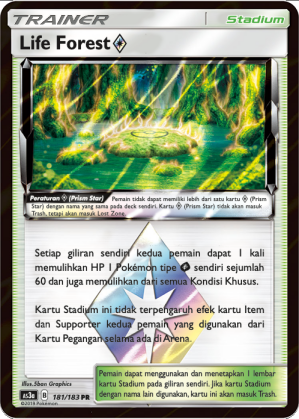 TRAINER
Stadium
Life Forest◇
Peraturan ◇ (Prism Star)
Pemain tidak dapat memiliki lebih dari satu kartu ◇ (Prism
Star) dengan nama yang sama pada deck sendiri. Kartu ◇ (Prism Star) tidak akan masuk
Trash, tetapi akan masuk Lost Zone.
Setiap giliran sendiri kedua pemain dapat 1 kali
memulihkan HP 1 Pokémon tipe sendiri sejumlah
60 dan juga memulihkan dari semua Kondisi Khusus.
Kartu Stadium ini tidak terpengaruh efek kartu Item
dan Supporter kedua pemain yang digunakan dari
Kartu Pegangan selama ada di Arena.
Illus. 5ban Graphics
AS3a
181/183 PR
©2019 Pokémon
Pemain dapat menggunakan dan menetapkan 1 lembar
kartu Stadium pada giliran sendiri. Jika kartu Stadium
dengan nama lain digunakan, kartu ini akan masuk Trash.